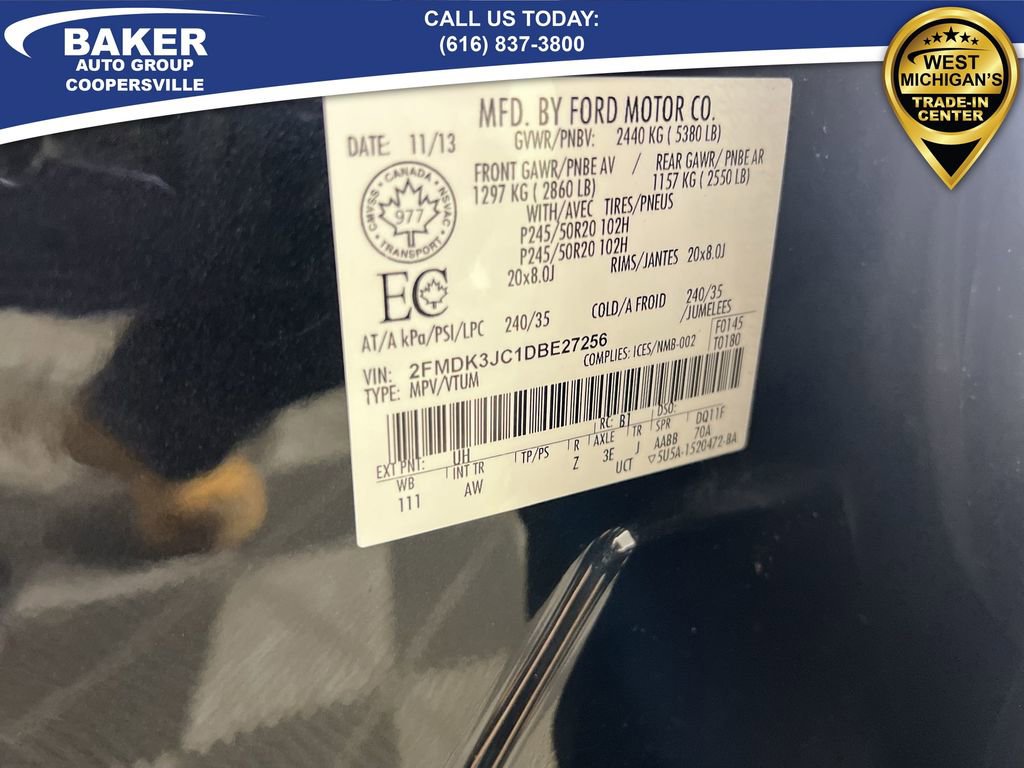 BAKER
AUTO GROUP
COOPERSVILLE
CALL US TODAY:
(616) 837-3800
WEST
MICHIGAN'S
TRADE-IN
CENTER
MFD. BY FORD MOTOR CO.
DATE: 11/13
GVWR/PNBV: 2440 KG ( 5380 LB)
FRONT GAWR/PNBE AV / REAR GAWR/PNBE AR
1297 KG ( 2860 LB) 1157 KG ( 2550 LB)
WITH/AVEC TIRES/PNEUS
P245/50R20 102H
P245/50R20 102H
20x8.0J RIMS/JANTES 20x8.0J
CANADA
CMVSS NSVAC
977
TRANSPORT
EC
AT/A kPa/PSI/LPC 240/35 COLD/A FROID 240/35
/JUMELEES
VIN: 2FMDK3JC1DBE27256
F0145
TYPE: MPV/VTUM COMPLIES: ICES/NMB-002 T0180
EXT PNT: UH RC: B1 DSO:
WB INT TR TP/PS R AXLE TR SPR DQ11F
111 AW Z 3E J AABB 70A
UCT ▽5U5A-1520472-BA